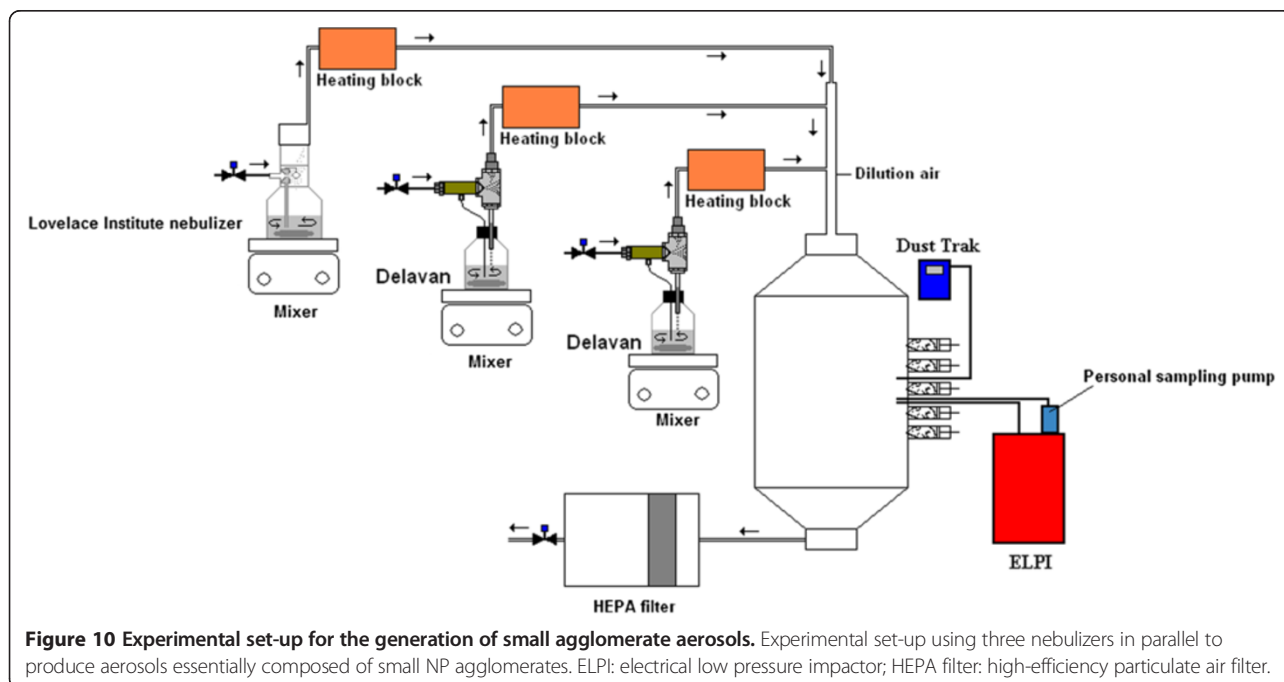 Heating block
Heating block
Heating block
Dilution air
Lovelace Institute nebulizer
Mixer
Delavan
Mixer
Delavan
Mixer
Dust Trak
Personal sampling pump
ELPI
HEPA filter
Figure 10 Experimental set-up for the generation of small agglomerate aerosols. Experimental set-up using three nebulizers in parallel to
produce aerosols essentially composed of small NP agglomerates. ELPI: electrical low pressure impactor; HEPA filter: high-efficiency particulate air filter.